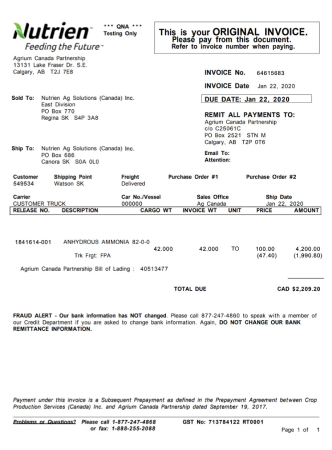 Nutrien
Feeding the Future™
*** QNA ***
Testing Only
This is your ORIGINAL INVOICE.
Please pay from this document.
Refer to invoice number when paying.
Agrium Canada Partnership
13131 Lake Fraser Dr. S.E.
Calgary, AB T2J 7E8
INVOICE No. 64615683
INVOICE Date Jan 22, 2020
DUE DATE: Jan 22, 2020
Sold To: Nutrien Ag Solutions (Canada) Inc.
East Division
PO Box 770
Regina SK S4P 3A8
REMIT ALL PAYMENTS TO:
Agrium Canada Partnership
c/o C25061C
PO Box 2521 STN M
Calgary, AB T2P 0T6
Ship To: Nutrien Ag Solutions (Canada) Inc.
PO Box 686
Canora SK S0A 0L0
Email To:
Attention:
Customer Shipping Point Freight Purchase Order #1 Purchase Order #2
549534 Watson SK Delivered
Carrier Car No./Vessel Sales Office Ship Date
CUSTOMER TRUCK 000000 Ag Canada Jan 22, 2020
RELEASE NO. DESCRIPTION CARGO WT INVOICE WT UNIT PRICE AMOUNT
1841614-001 ANHYDROUS AMMONIA 82-0-0
42.000 42.000 TO 100.00 4,200.00
Trk Frgt: FPA (47.40) (1,990.80)
Agrium Canada Partnership Bill of Lading : 40513477
TOTAL DUE CAD $2,209.20
FRAUD ALERT - Our bank information has NOT changed. Please call 877-247-4860 to speak with a member of
our Credit Department if you are asked to change bank information. Again, DO NOT CHANGE OUR BANK
REMITTANCE INFORMATION.
Payment under this invoice is a Subsequent Prepayment as defined in the Prepayment Agreement between Crop
Production Services (Canada) Inc. and Agrium Canada Partnership dated September 19, 2017.
Problems or Questions? Please call 1-877-247-4868 GST No: 713784122 RT0001
or fax: 1-888-255-2088
Page 1 of 1